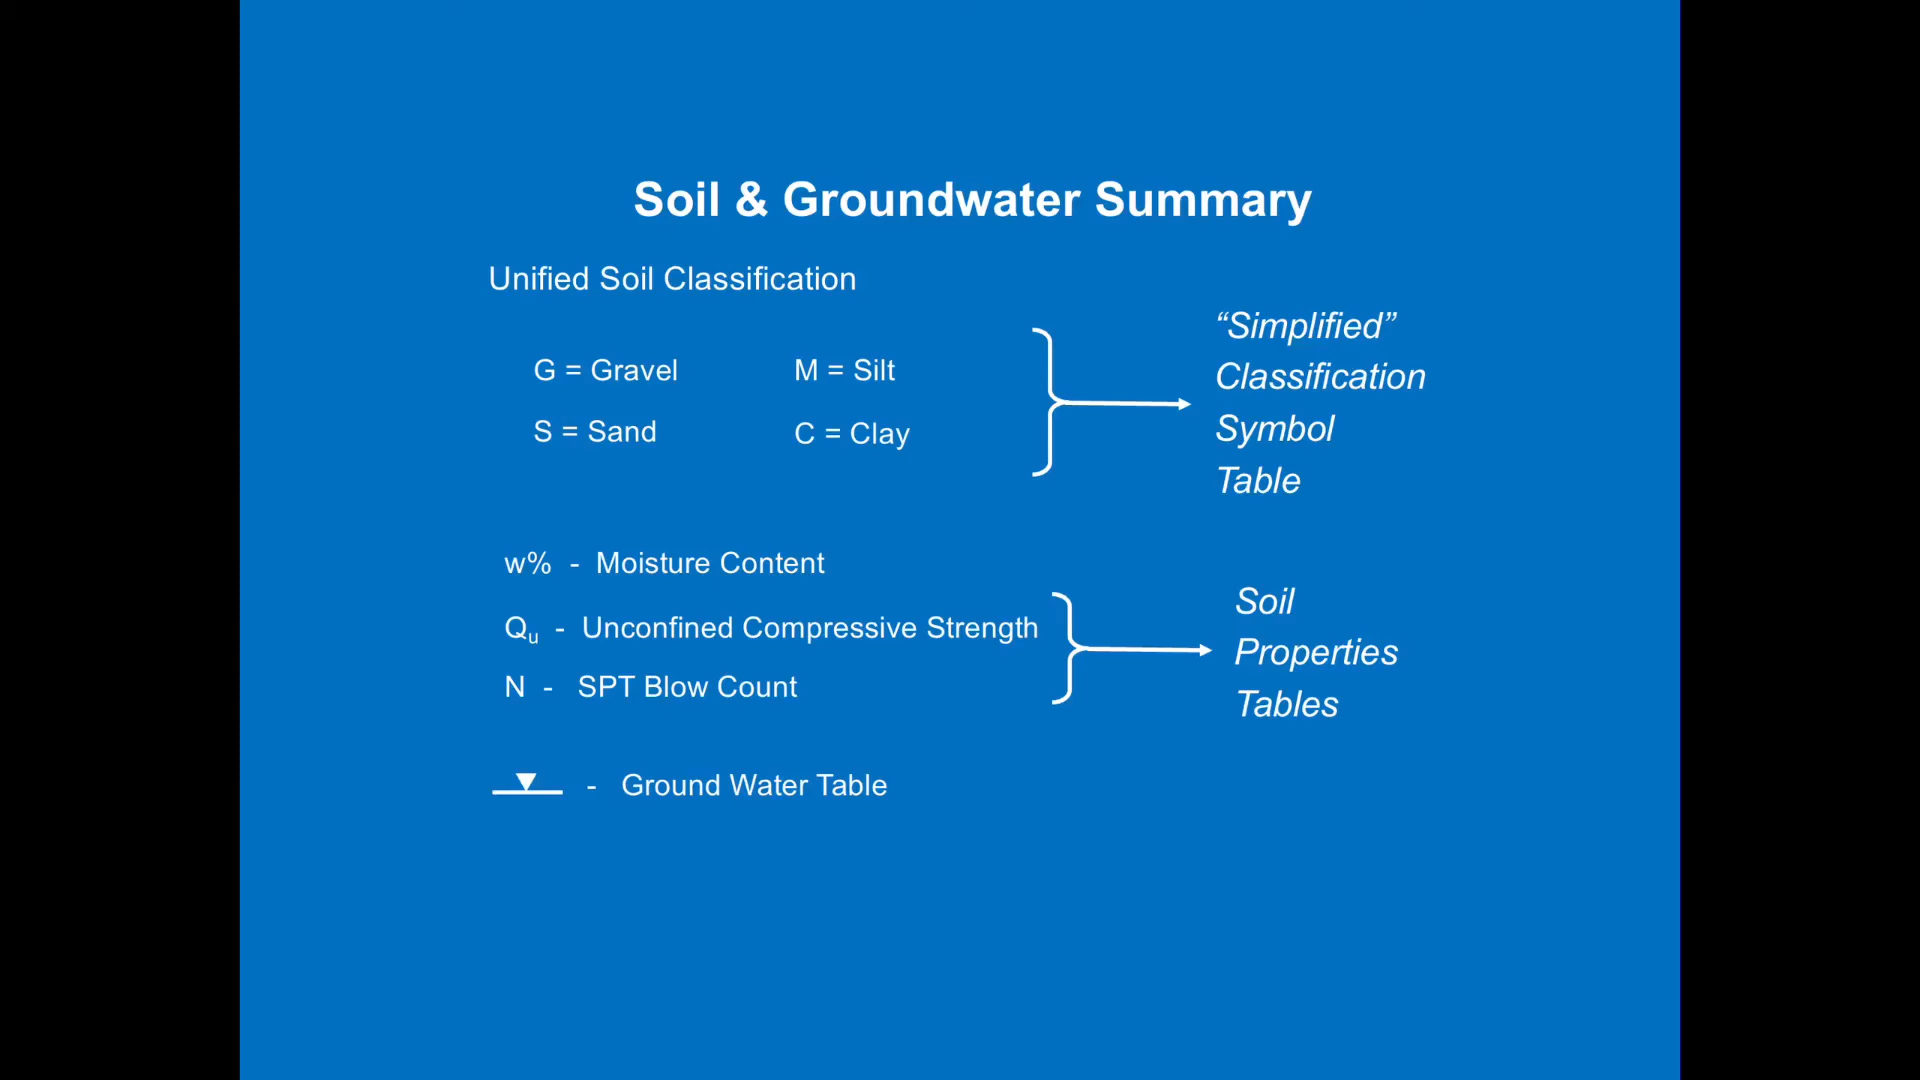 Soil & Groundwater Summary
Unified Soil Classification
G = Gravel M = Silt
S = Sand C = Clay
“Simplified”
Classification
Symbol
Table
w% - Moisture Content
Qu - Unconfined Compressive Strength
N - SPT Blow Count
Soil
Properties
Tables
- Ground Water Table